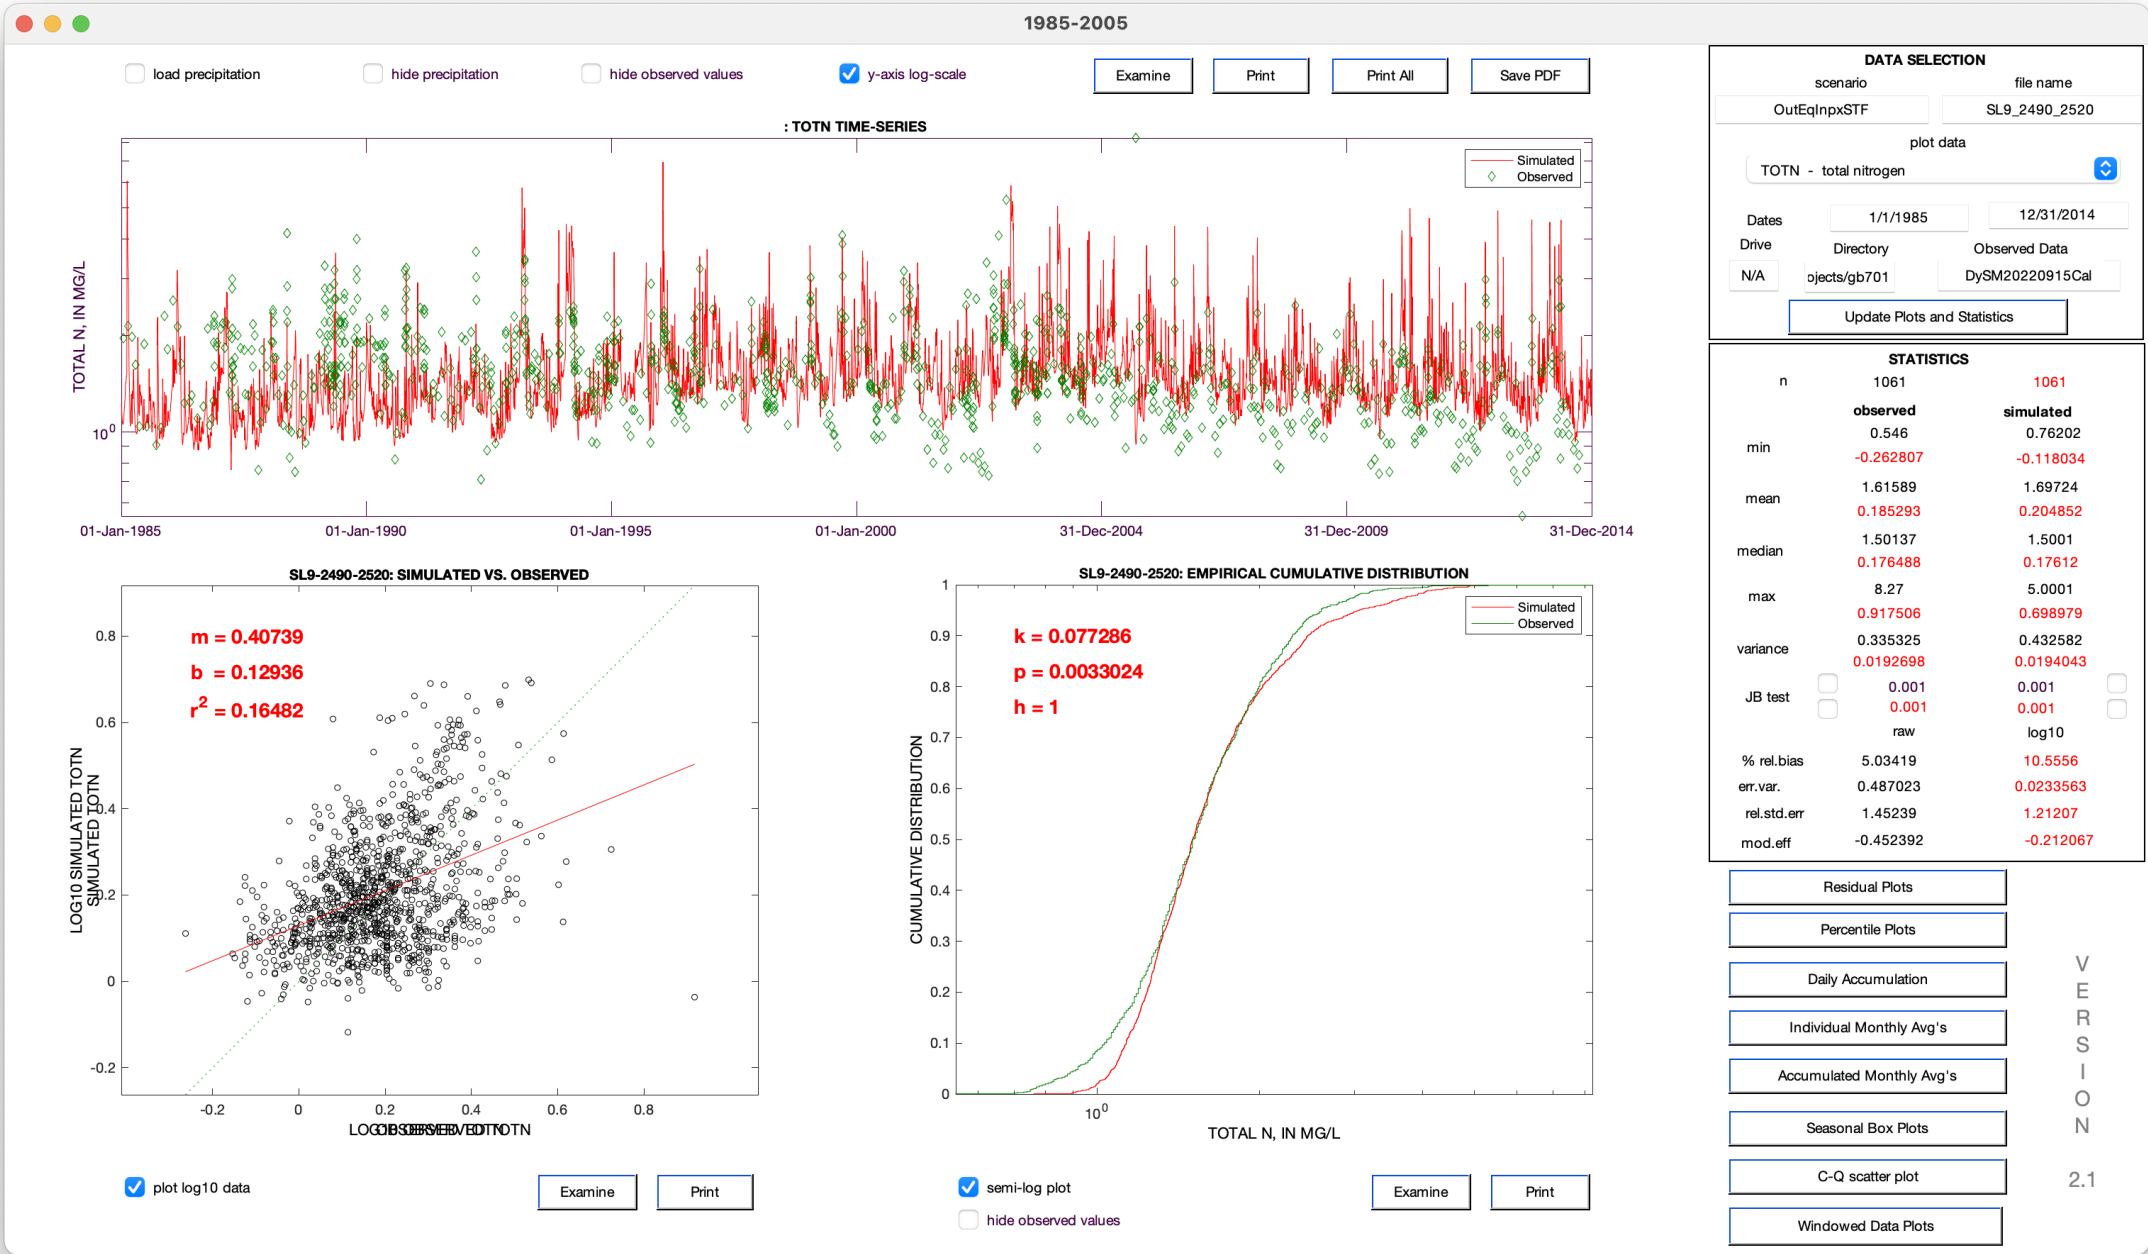 1985-2005
load precipitation
hide precipitation
hide observed values
y-axis log-scale
Examine
Print
Print All
Save PDF
: TOTN TIME-SERIES
TOTAL N, IN MG/L
10^0
Simulated
Observed
01-Jan-1985
01-Jan-1990
01-Jan-1995
01-Jan-2000
31-Dec-2004
31-Dec-2009
31-Dec-2014
SL9-2490-2520: SIMULATED VS. OBSERVED
m = 0.40739
b = 0.12936
r^2 = 0.16482
LOG10 SIMULATED TOTN
SIMULATED TOTN
0.8
0.6
0.4
0.2
0
-0.2
-0.2
0
0.2
0.4
0.6
0.8
plot log10 data
Examine
Print
SL9-2490-2520: EMPIRICAL CUMULATIVE DISTRIBUTION
k = 0.077286
p = 0.0033024
h = 1
Simulated
Observed
CUMULATIVE DISTRIBUTION
1
0.9
0.8
0.7
0.6
0.5
0.4
0.3
0.2
0.1
0
10^0
TOTAL N, IN MG/L
semi-log plot
hide observed values
Examine
Print
DATA SELECTION
scenario file name
OutEqInpxSTF SL9_2490_2520
plot data
TOTN - total nitrogen
Dates 1/1/1985 12/31/2014
Drive Directory Observed Data
N/A ojects/gb701 DySM20220915Cal
Update Plots and Statistics
STATISTICS
n 1061 1061
observed simulated
min 0.546 0.76202
-0.262807 -0.118034
mean 1.61589 1.69724
0.185293 0.204852
median 1.50137 1.5001
0.176488 0.17612
max 8.27 5.0001
0.917506 0.698979
variance 0.335325 0.432582
0.0192698 0.0194043
JB test 0.001 0.001
0.001 0.001
raw log10
% rel.bias 5.03419 10.5556
err.var. 0.487023 0.0233563
rel.std.err 1.45239 1.21207
mod.eff -0.452392 -0.212067
Residual Plots
Percentile Plots
Daily Accumulation
Individual Monthly Avg's
Accumulated Monthly Avg's
Seasonal Box Plots
C-Q scatter plot
Windowed Data Plots
VERSION
2.1